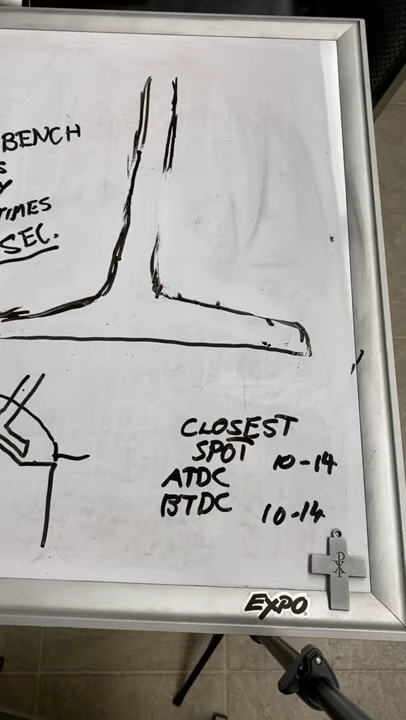 BENCH
TIMES
SEC.
CLOSEST
SPOT
ATDC 10-14
BTDC 10-14
EXPO